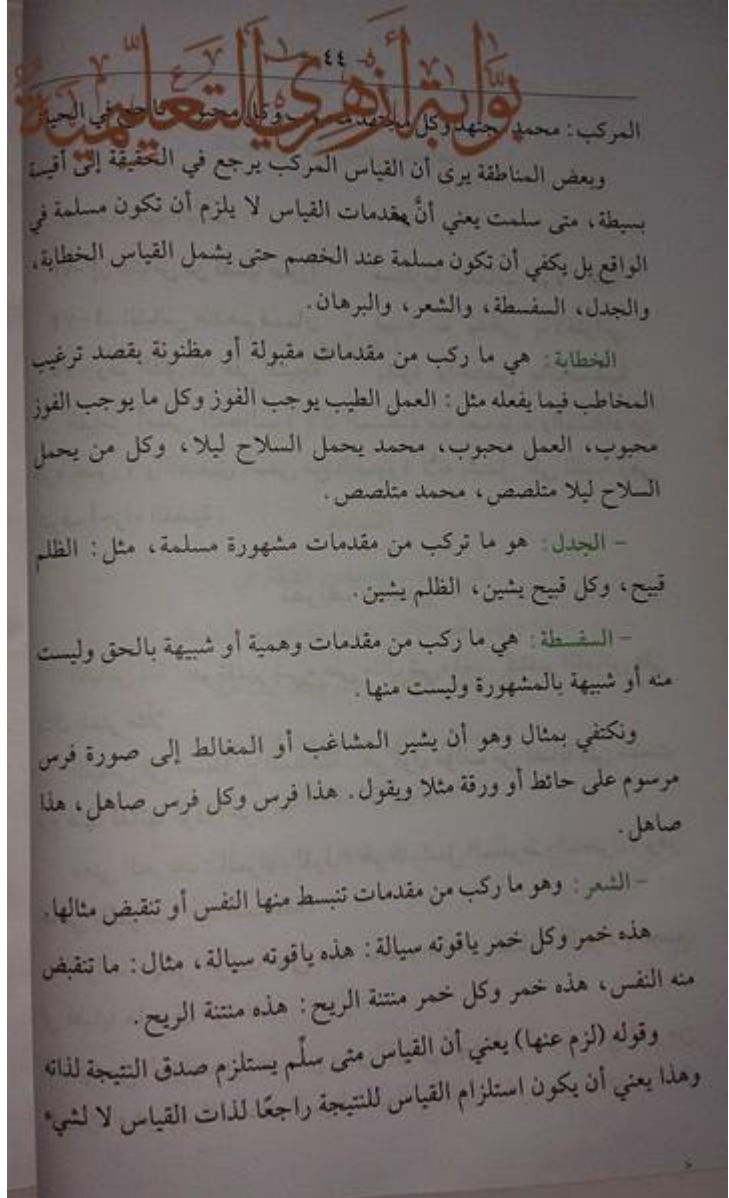 بوابة أزهري التعليمية
- ٤٤ -
المركب: محمد مجتهد وكل مجتهد وكل ناجح في الحياة
وبعض المناطقة يرى أن القياس المركب يرجع في الحقيقة إلى أقيسة
بسيطة، متى سلمت يعني أنَّ مقدمات القياس لا يلزم أن تكون مسلمة في
الواقع بل يكفي أن تكون مسلمة عند الخصم حتى يشمل القياس الخطابة،
والجدل، السفسطة، والشعر، والبرهان.
الخطابة: هي ما ركب من مقدمات مقبولة أو مظنونة بقصد ترغيب
المخاطب فيما يفعله مثل: العمل الطيب يوجب الفوز وكل ما يوجب الفوز
محبوب، العمل محبوب، محمد يحمل السلاح ليلا، وكل من يحمل
السلاح ليلا متلصص، محمد متلصص.
- الجدل: هو ما تركب من مقدمات مشهورة مسلمة، مثل: الظلم
قبيح، وكل قبيح يشين، الظلم يشين.
- السفسطة: هي ما ركب من مقدمات وهمية أو شبيهة بالحق وليست
منه أو شبيهة بالمشهورة وليست منها.
ونكتفي بمثال وهو أن يشير المشاغب أو المغالط إلى صورة فرس
مرسوم على حائط أو ورقة مثلا ويقول. هذا فرس وكل فرس صاهل، هذا
صاهل.
- الشعر: وهو ما ركب من مقدمات تنبسط منها النفس أو تنقبض مثالها.
هذه خمر وكل خمر ياقوته سيالة: هذه ياقوته سيالة، مثال: ما تنقبض
منه النفس، هذه خمر وكل خمر منتنة الريح: هذه منتنة الريح.
وقوله (لزم عنها) يعني أن القياس متى سلِّم يستلزم صدق النتيجة لذاته
وهذا يعني أن يكون استلزام القياس للنتيجة راجعًا لذات القياس لا لشيء